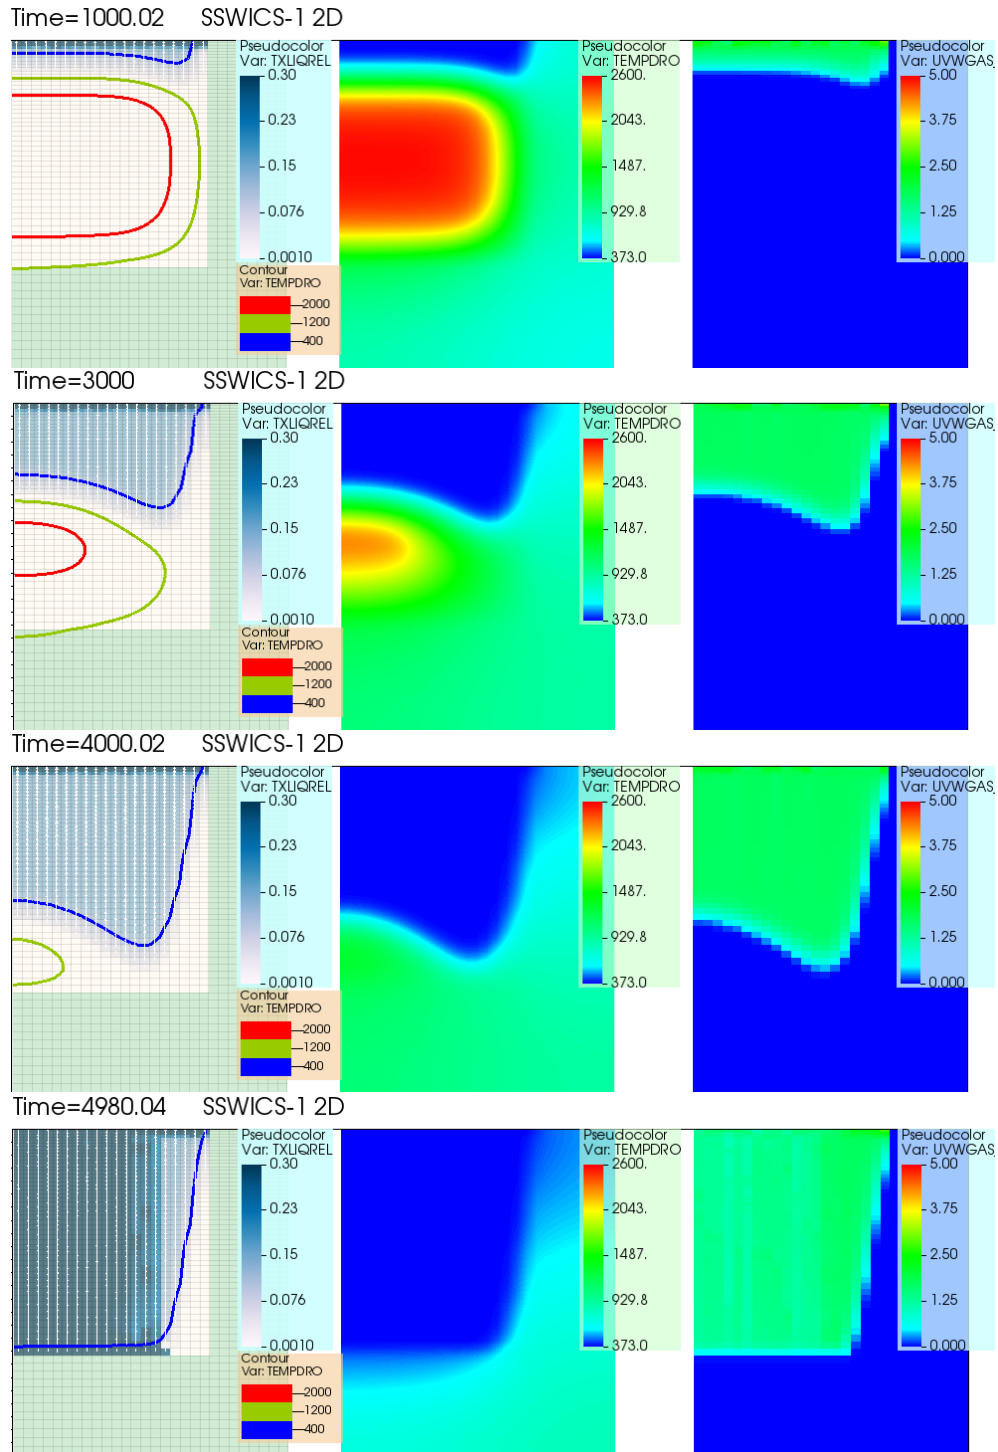 Time=1000.02 SSWICS-1 2D
Pseudocolor
Var: TXLIQREL
0.30
0.23
0.15
0.076
0.0010
Contour
Var: TEMPDRO
2000
1200
400
Pseudocolor
Var: TEMPDRO
2600.
2043.
1487.
929.8
373.0
Pseudocolor
Var: UVWGAS_
5.00
3.75
2.50
1.25
0.000
Time=3000 SSWICS-1 2D
Pseudocolor
Var: TXLIQREL
0.30
0.23
0.15
0.076
0.0010
Contour
Var: TEMPDRO
2000
1200
400
Pseudocolor
Var: TEMPDRO
2600.
2043.
1487.
929.8
373.0
Pseudocolor
Var: UVWGAS_
5.00
3.75
2.50
1.25
0.000
Time=4000.02 SSWICS-1 2D
Pseudocolor
Var: TXLIQREL
0.30
0.23
0.15
0.076
0.0010
Contour
Var: TEMPDRO
2000
1200
400
Pseudocolor
Var: TEMPDRO
2600.
2043.
1487.
929.8
373.0
Pseudocolor
Var: UVWGAS_
5.00
3.75
2.50
1.25
0.000
Time=4980.04 SSWICS-1 2D
Pseudocolor
Var: TXLIQREL
0.30
0.23
0.15
0.076
0.0010
Contour
Var: TEMPDRO
2000
1200
400
Pseudocolor
Var: TEMPDRO
2600.
2043.
1487.
929.8
373.0
Pseudocolor
Var: UVWGAS_
5.00
3.75
2.50
1.25
0.000